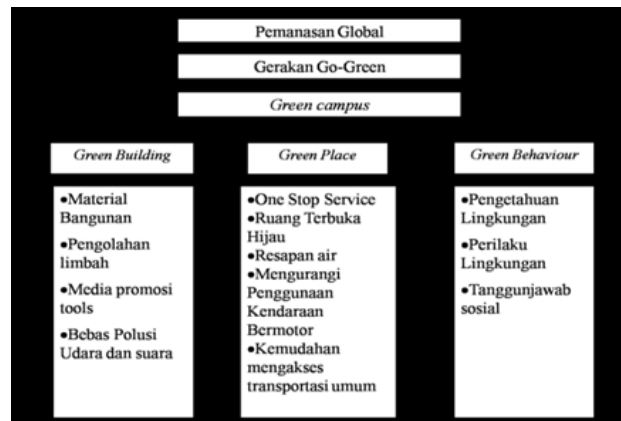 Pemanasan Global
Gerakan Go-Green
Green campus
Green Building
•Material
Bangunan
•Pengolahan
limbah
•Media promosi
tools
•Bebas Polusi
Udara dan suara
Green Place
•One Stop Service
•Ruang Terbuka
Hijau
•Resapan air
•Mengurangi
Penggunaan
Kendaraan
Bermotor
•Kemudahan
mengakses
transportasi umum
Green Behaviour
•Pengetahuan
Lingkungan
•Perilaku
Lingkungan
•Tanggunjawab
sosial